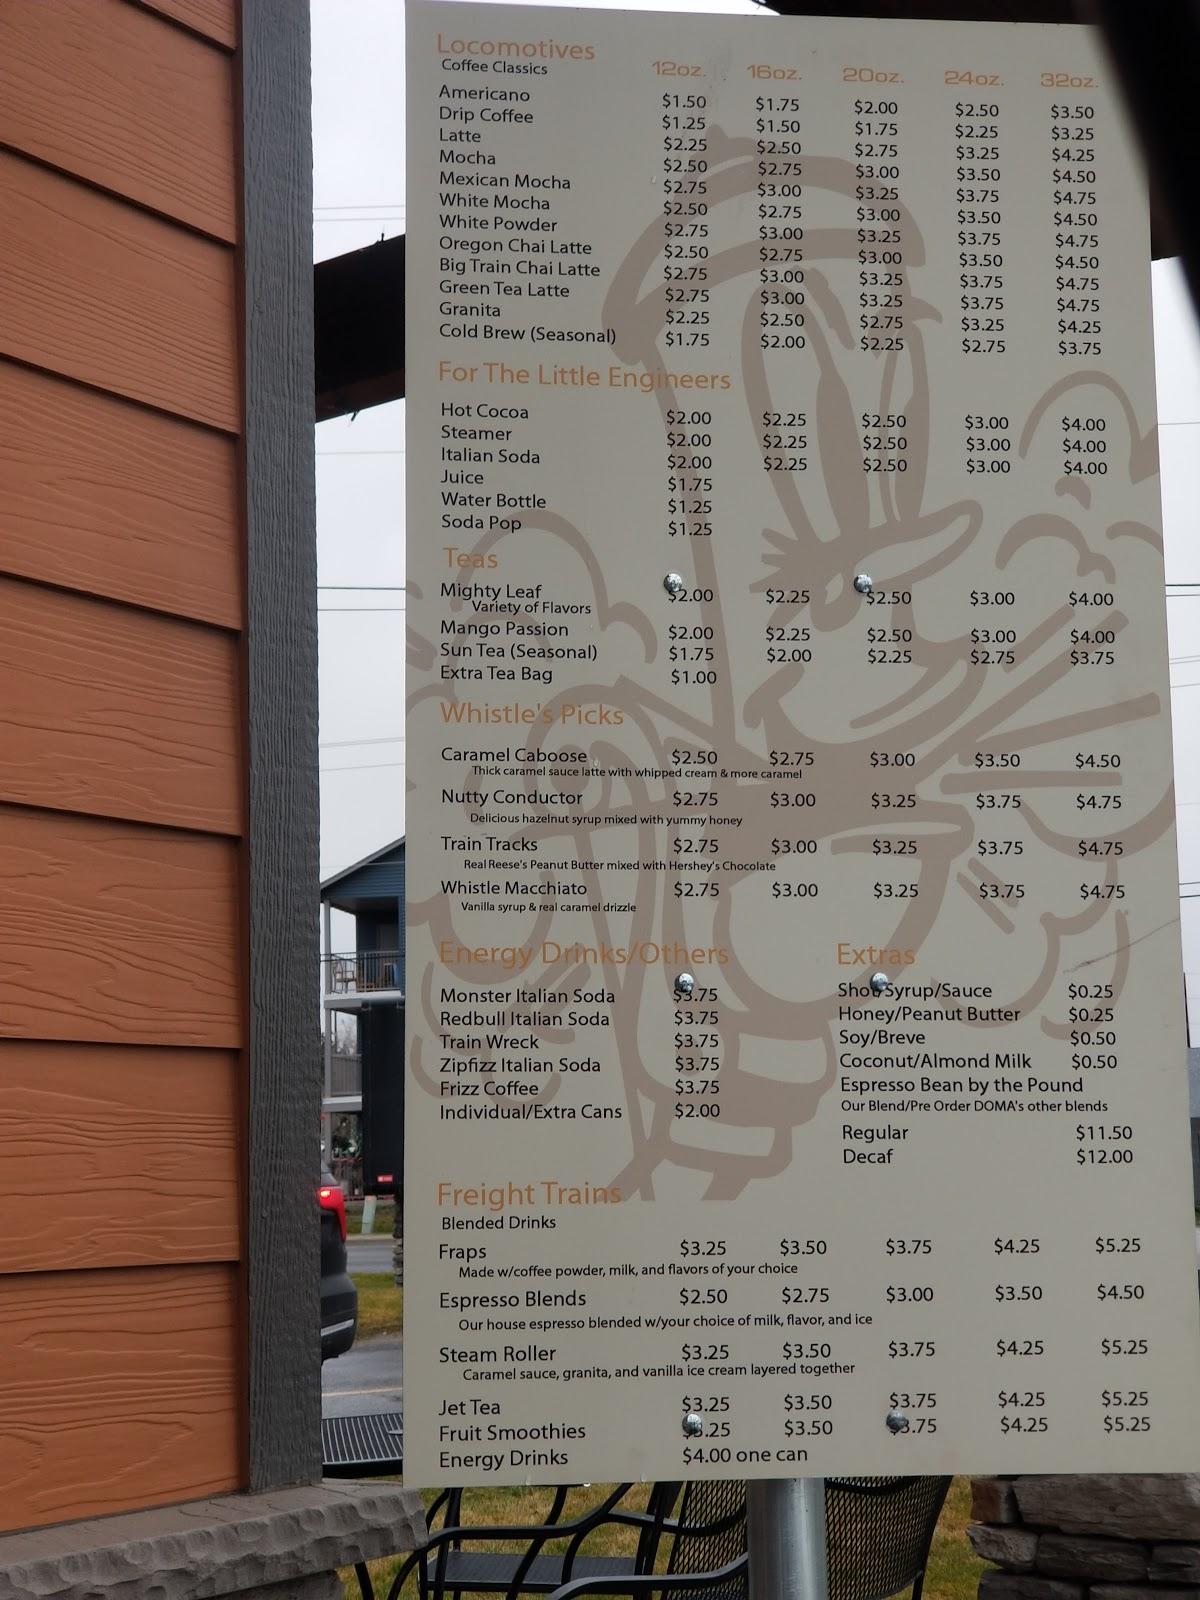 Locomotives
Coffee Classics 12oz. 16oz. 20oz. 24oz. 32oz.
Americano $1.50 $1.75 $2.00 $2.50 $3.50
Drip Coffee $1.25 $1.50 $1.75 $2.25 $3.25
Latte $2.25 $2.50 $2.75 $3.25 $4.25
Mocha $2.50 $2.75 $3.00 $3.50 $4.50
Mexican Mocha $2.75 $3.00 $3.25 $3.75 $4.75
White Mocha $2.50 $2.75 $3.00 $3.50 $4.50
White Powder $2.75 $3.00 $3.25 $3.75 $4.75
Oregon Chai Latte $2.50 $2.75 $3.00 $3.50 $4.50
Big Train Chai Latte $2.75 $3.00 $3.25 $3.75 $4.75
Green Tea Latte $2.75 $3.00 $3.25 $3.75 $4.75
Granita $2.25 $2.50 $2.75 $3.25 $4.25
Cold Brew (Seasonal) $1.75 $2.00 $2.25 $2.75 $3.75
For The Little Engineers
Hot Cocoa $2.00 $2.25 $2.50 $3.00 $4.00
Steamer $2.00 $2.25 $2.50 $3.00 $4.00
Italian Soda $2.00 $2.25 $2.50 $3.00 $4.00
Juice $1.75
Water Bottle $1.25
Soda Pop $1.25
Teas
Mighty Leaf $2.00 $2.25 $2.50 $3.00 $4.00
Variety of Flavors
Mango Passion $2.00 $2.25 $2.50 $3.00 $4.00
Sun Tea (Seasonal) $1.75 $2.00 $2.25 $2.75 $3.75
Extra Tea Bag $1.00
Whistle's Picks
Caramel Caboose $2.50 $2.75 $3.00 $3.50 $4.50
Thick caramel sauce latte with whipped cream & more caramel
Nutty Conductor $2.75 $3.00 $3.25 $3.75 $4.75
Delicious hazelnut syrup mixed with yummy honey
Train Tracks $2.75 $3.00 $3.25 $3.75 $4.75
Real Reese's Peanut Butter mixed with Hershey's Chocolate
Whistle Macchiato $2.75 $3.00 $3.25 $3.75 $4.75
Vanilla syrup & real caramel drizzle
Energy Drinks/Others
Monster Italian Soda $3.75
Redbull Italian Soda $3.75
Train Wreck $3.75
Zipfizz Italian Soda $3.75
Frizz Coffee $3.75
Individual/Extra Cans $2.00
Extras
Shot/Syrup/Sauce $0.25
Honey/Peanut Butter $0.25
Soy/Breve $0.50
Coconut/Almond Milk $0.50
Espresso Bean by the Pound
Our Blend/Pre Order DOMA's other blends
Regular $11.50
Decaf $12.00
Freight Trains
Blended Drinks
Fraps $3.25 $3.50 $3.75 $4.25 $5.25
Made w/coffee powder, milk, and flavors of your choice
Espresso Blends $2.50 $2.75 $3.00 $3.50 $4.50
Our house espresso blended w/your choice of milk, flavor, and ice
Steam Roller $3.25 $3.50 $3.75 $4.25 $5.25
Caramel sauce, granita, and vanilla ice cream layered together
Jet Tea $3.25 $3.50 $3.75 $4.25 $5.25
Fruit Smoothies $3.25 $3.50 $3.75 $4.25 $5.25
Energy Drinks $4.00 one can